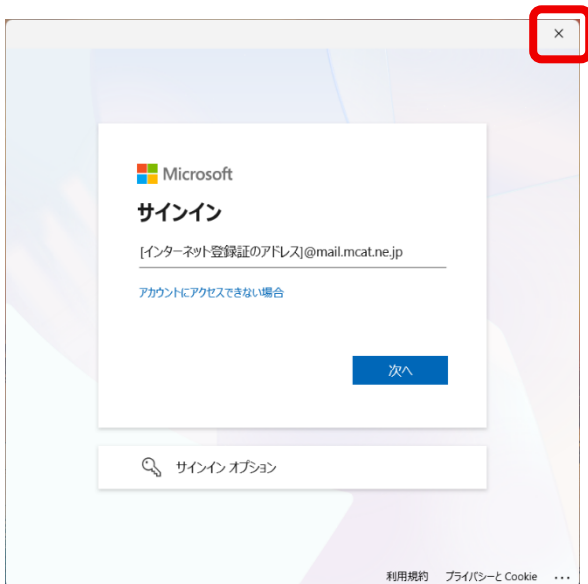 Microsoft
サインイン
[インターネット登録証のアドレス]@mail.mcat.ne.jp
アカウントにアクセスできない場合
次へ
サインイン オプション
利用規約 プライバシーと Cookie ...